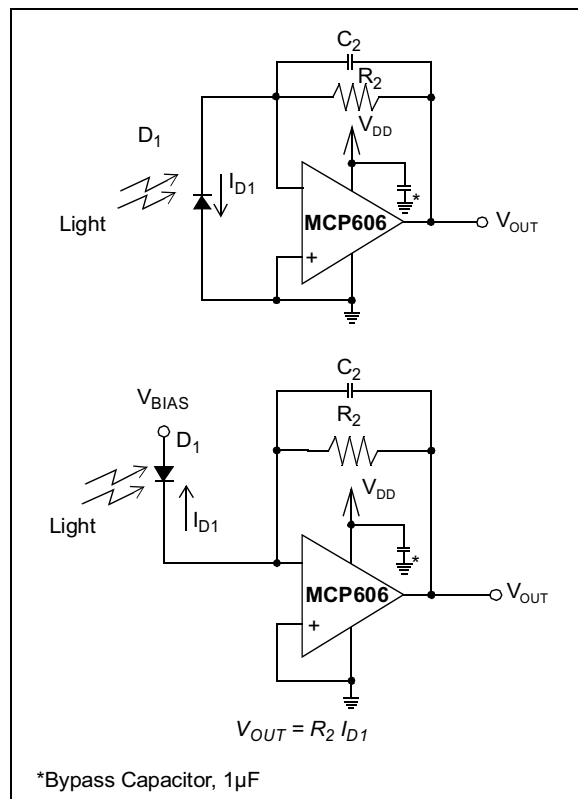 C2
R2
D1
VDD
ID1
*
Light
MCP606
VOUT
+
C2
VBIAS
R2
D1
VDD
Light
ID1
*
MCP606
VOUT
+
VOUT = R2 ID1
*Bypass Capacitor, 1µF